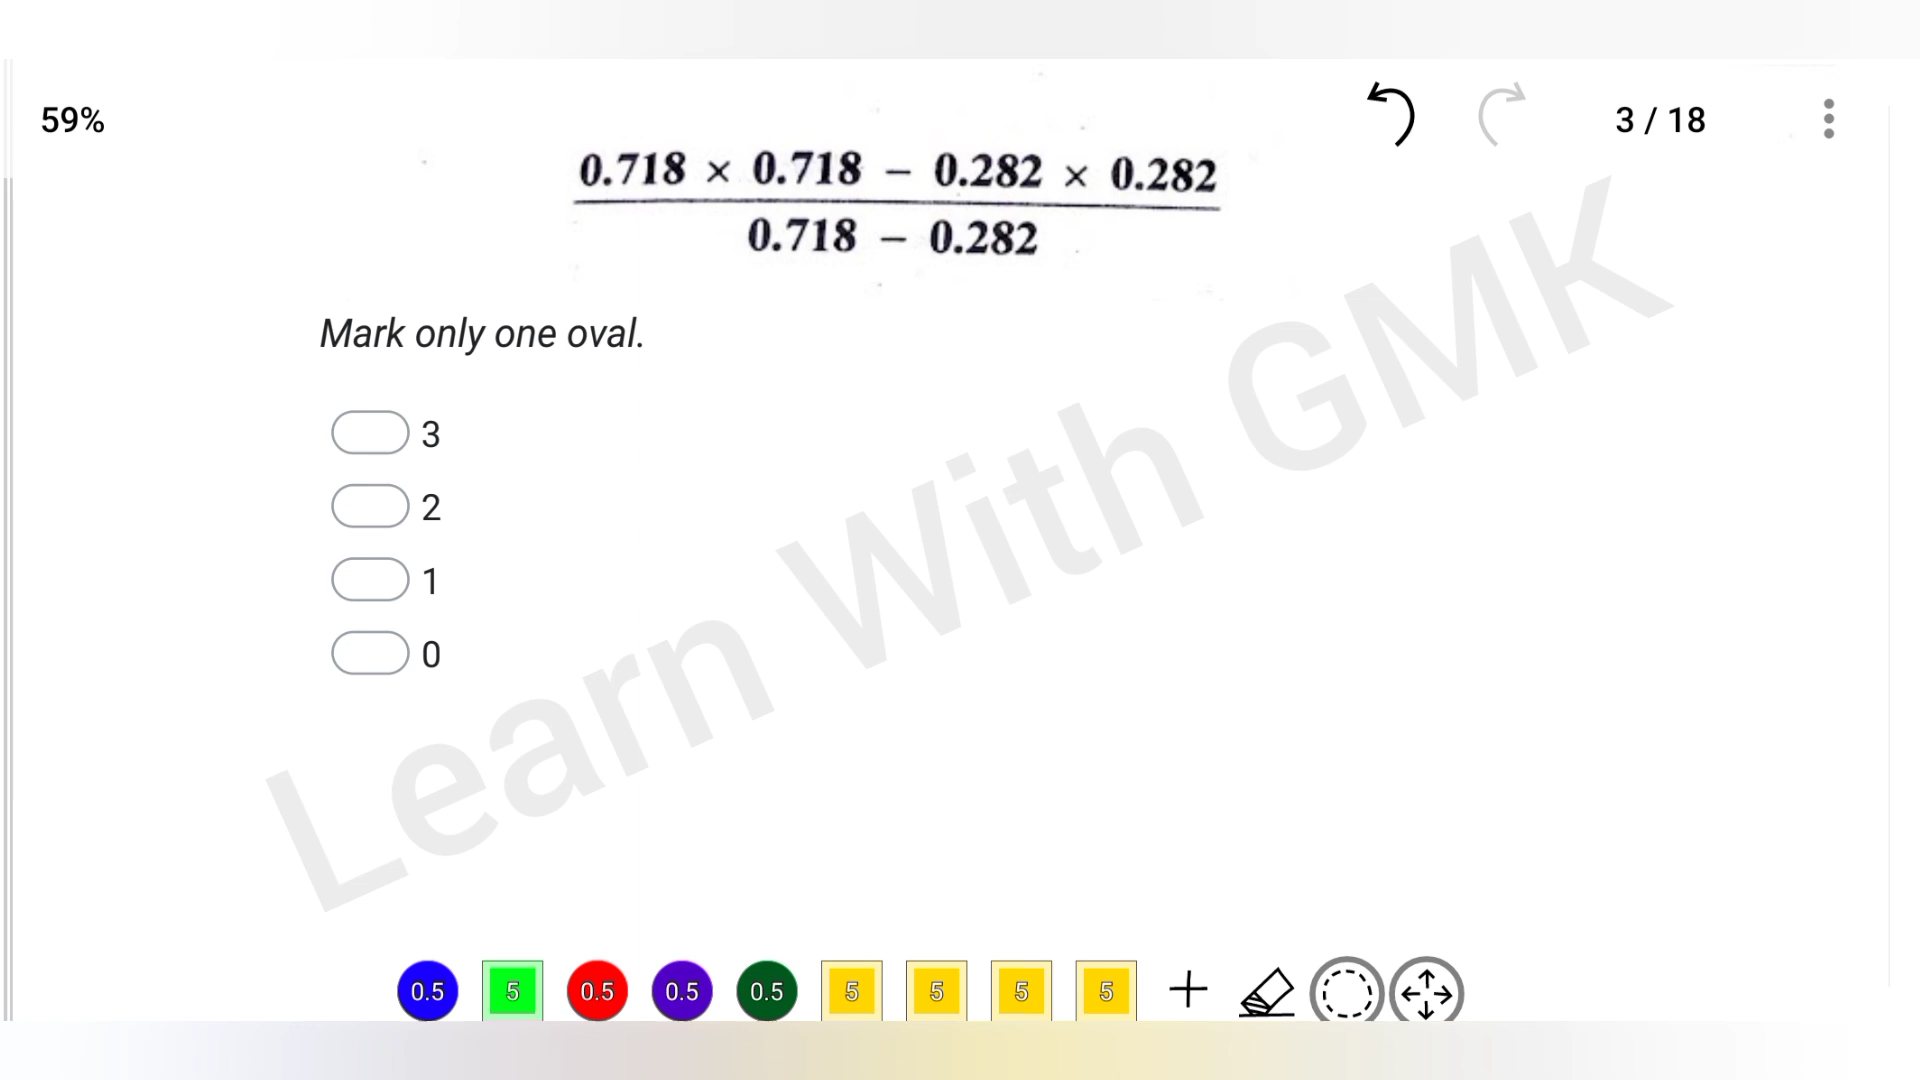 59%
3 / 18
0.718 × 0.718 − 0.282 × 0.282
0.718 − 0.282
Mark only one oval.
3
2
1
0
Learn With GMK
0.5 5 0.5 0.5 0.5 5 5 5 5